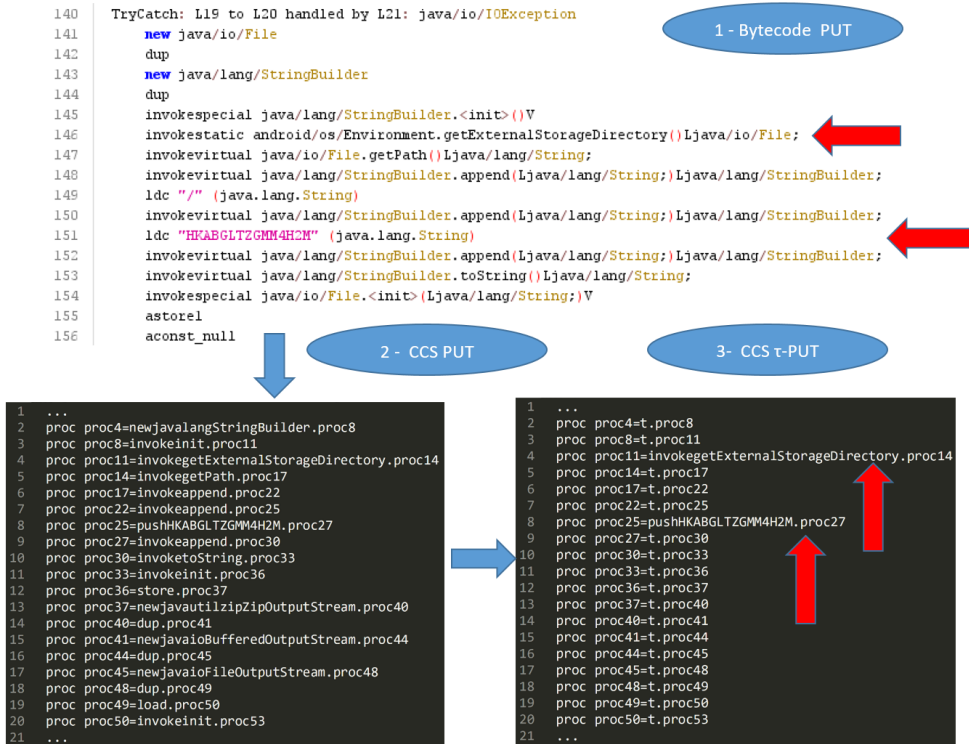 140 TryCatch: L19 to L20 handled by L21: java/io/IOException
141 new java/io/File
142 dup
143 new java/lang/StringBuilder
144 dup
145 invokespecial java/lang/StringBuilder.<init>()V
146 invokestatic android/os/Environment.getExternalStorageDirectory()Ljava/io/File;
147 invokevirtual java/io/File.getPath()Ljava/lang/String;
148 invokevirtual java/lang/StringBuilder.append(Ljava/lang/String;)Ljava/lang/StringBuilder;
149 ldc "/" (java.lang.String)
150 invokevirtual java/lang/StringBuilder.append(Ljava/lang/String;)Ljava/lang/StringBuilder;
151 ldc "HKABGLTZGMM4H2M" (java.lang.String)
152 invokevirtual java/lang/StringBuilder.append(Ljava/lang/String;)Ljava/lang/StringBuilder;
153 invokevirtual java/lang/StringBuilder.toString()Ljava/lang/String;
154 invokespecial java/io/File.<init>(Ljava/lang/String;)V
155 astore1
156 aconst_null
1 - Bytecode PUT
2 - CCS PUT
3- CCS τ-PUT
1 ...
2 proc proc4=newjavalangStringBuilder.proc8
3 proc proc8=invokeinit.proc11
4 proc proc11=invokegetExternalStorageDirectory.proc14
5 proc proc14=invokegetPath.proc17
6 proc proc17=invokeappend.proc22
7 proc proc22=invokeappend.proc25
8 proc proc25=pushHKABGLTZGMM4H2M.proc27
9 proc proc27=invokeappend.proc30
10 proc proc30=invoketoString.proc33
11 proc proc33=invokeinit.proc36
12 proc proc36=store.proc37
13 proc proc37=newjavautilzipZipOutputStream.proc40
14 proc proc40=dup.proc41
15 proc proc41=newjavaioBufferedOutputStream.proc44
16 proc proc44=dup.proc45
17 proc proc45=newjavaioFileOutputStream.proc48
18 proc proc48=dup.proc49
19 proc proc49=load.proc50
20 proc proc50=invokeinit.proc53
21 ...
1 ...
2 proc proc4=t.proc8
3 proc proc8=t.proc11
4 proc proc11=invokegetExternalStorageDirectory.proc14
5 proc proc14=t.proc17
6 proc proc17=t.proc22
7 proc proc22=t.proc25
8 proc proc25=pushHKABGLTZGMM4H2M.proc27
9 proc proc27=t.proc30
10 proc proc30=t.proc33
11 proc proc33=t.proc36
12 proc proc36=t.proc37
13 proc proc37=t.proc40
14 proc proc40=t.proc41
15 proc proc41=t.proc44
16 proc proc44=t.proc45
17 proc proc45=t.proc48
18 proc proc48=t.proc49
19 proc proc49=t.proc50
20 proc proc50=t.proc53
21 ...